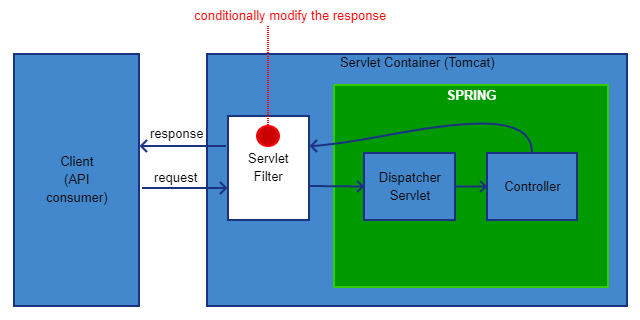 conditionally modify the response
Servlet Container (Tomcat)
SPRING
response
Servlet
Filter
Client
(API
consumer)
request
Dispatcher
Servlet
Controller